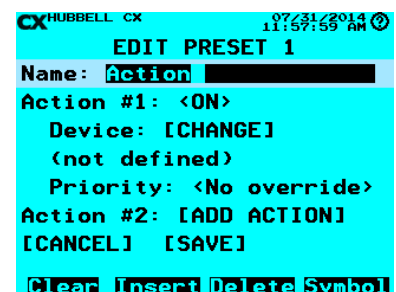 CX HUBBELL CX 07/31/2014
11:57:59 AM ?
EDIT PRESET 1
Name: Action
Action #1: <ON>
Device: [CHANGE]
(not defined)
Priority: <No override>
Action #2: [ADD ACTION]
[CANCEL] [SAVE]
Clear Insert Delete Symbol